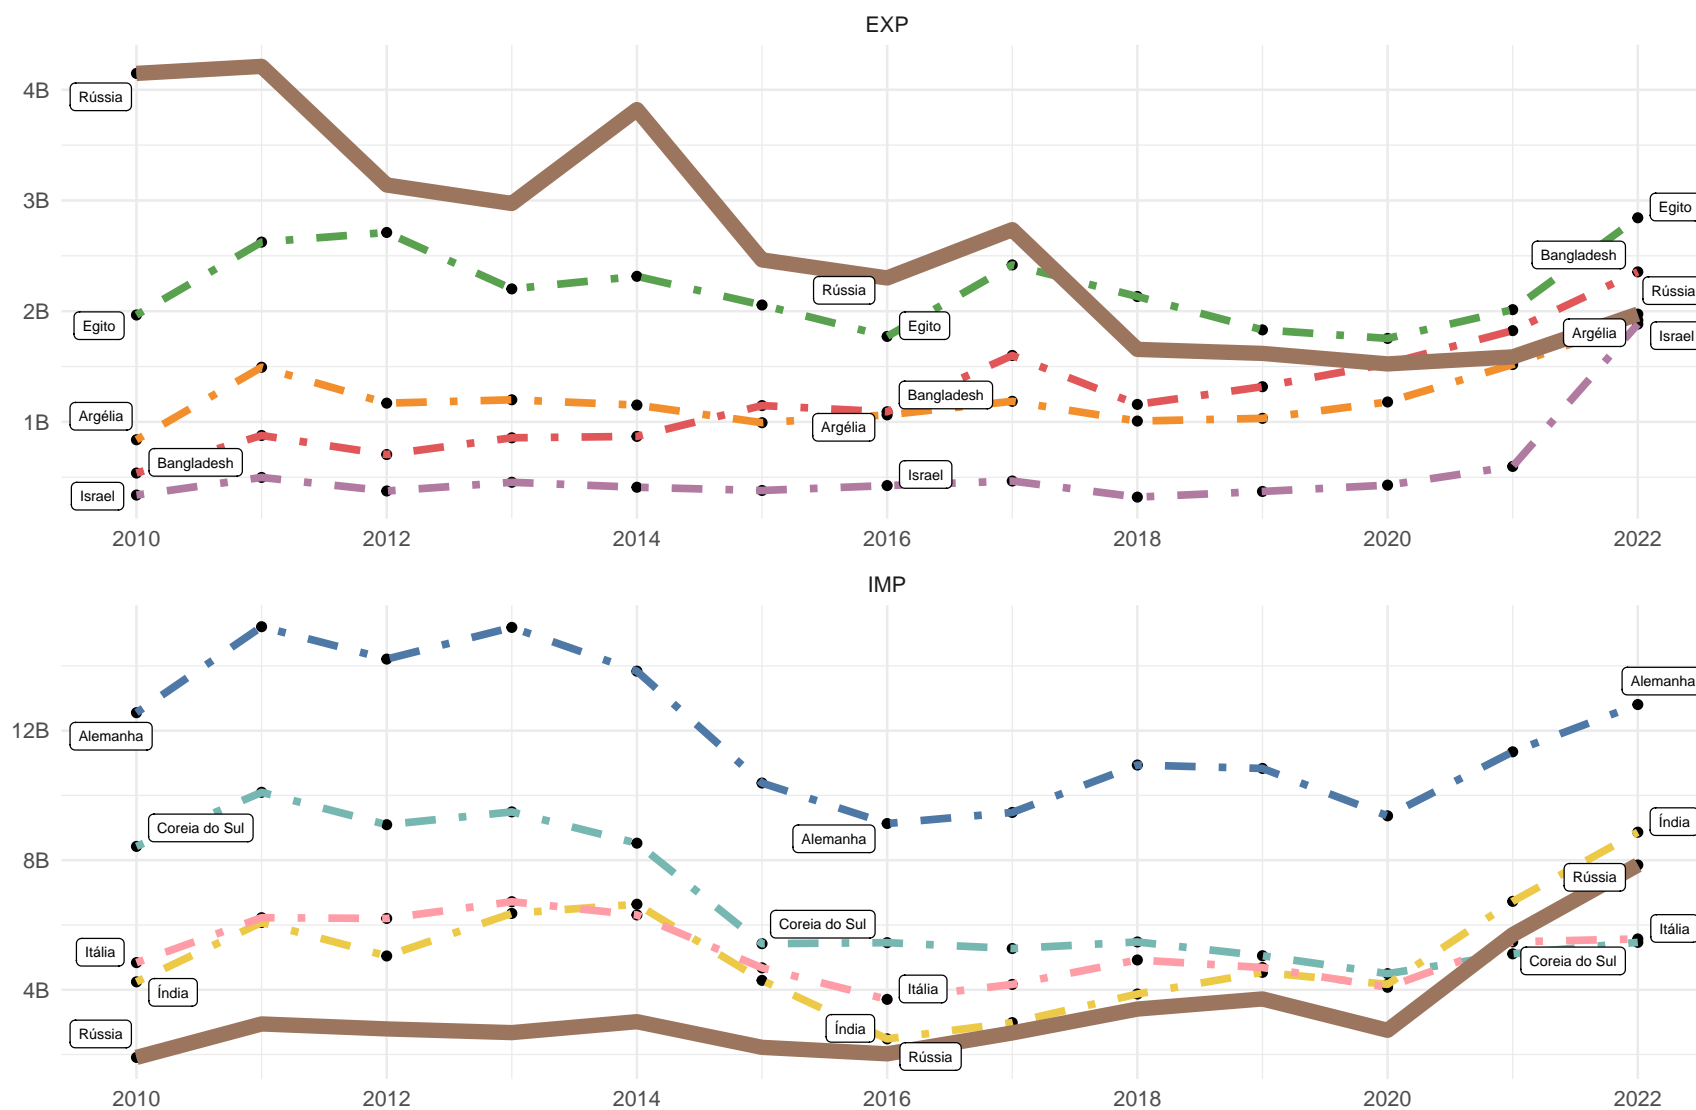 EXP
4B
3B
2B
1B
Rússia
Egito
Argélia
Bangladesh
Israel
Rússia
Egito
Bangladesh
Argélia
Israel
Egito
Bangladesh
Rússia
Argélia
Israel
2010 2012 2014 2016 2018 2020 2022
IMP
12B
8B
4B
Alemanha
Coreia do Sul
Itália
Índia
Rússia
Alemanha
Coreia do Sul
Itália
Índia
Rússia
Alemanha
Índia
Rússia
Itália
Coreia do Sul
2010 2012 2014 2016 2018 2020 2022